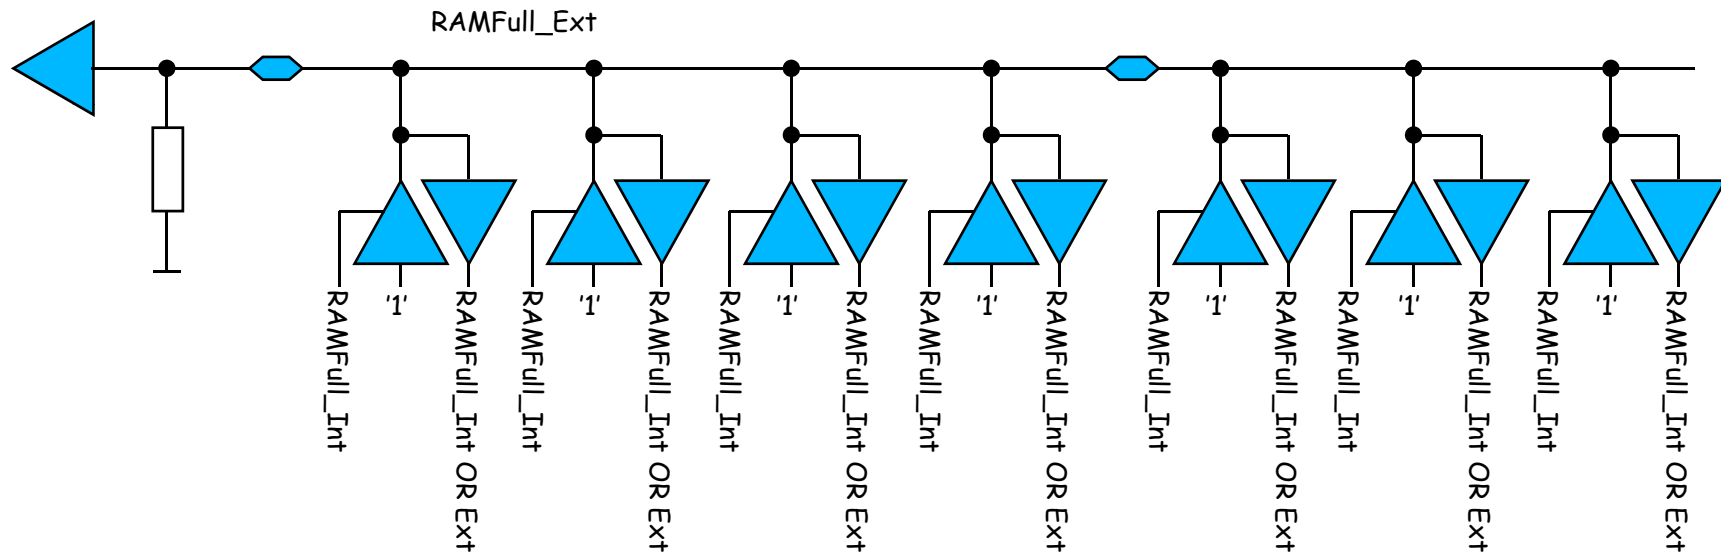 RAMFull_Ext
RAMFull_Int
'1'
RAMFull_Int OR Ext
RAMFull_Int
'1'
RAMFull_Int OR Ext
RAMFull_Int
'1'
RAMFull_Int OR Ext
RAMFull_Int
'1'
RAMFull_Int OR Ext
RAMFull_Int
'1'
RAMFull_Int OR Ext
RAMFull_Int
'1'
RAMFull_Int OR Ext
RAMFull_Int
'1'
RAMFull_Int OR Ext